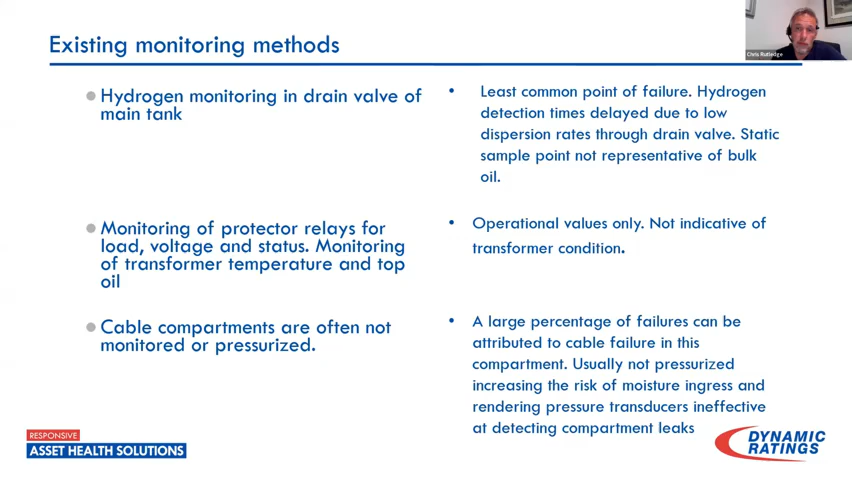 Existing monitoring methods
Chris Rutledge
Hydrogen monitoring in drain valve of
main tank
Least common point of failure. Hydrogen
detection times delayed due to low
dispersion rates through drain valve. Static
sample point not representative of bulk
oil.
Monitoring of protector relays for
load, voltage and status. Monitoring
of transformer temperature and top
oil
Operational values only. Not indicative of
transformer condition.
Cable compartments are often not
monitored or pressurized.
A large percentage of failures can be
attributed to cable failure in this
compartment. Usually not pressurized
increasing the risk of moisture ingress and
rendering pressure transducers ineffective
at detecting compartment leaks
RESPONSIVE
ASSET HEALTH SOLUTIONS
DYNAMIC
RATINGS